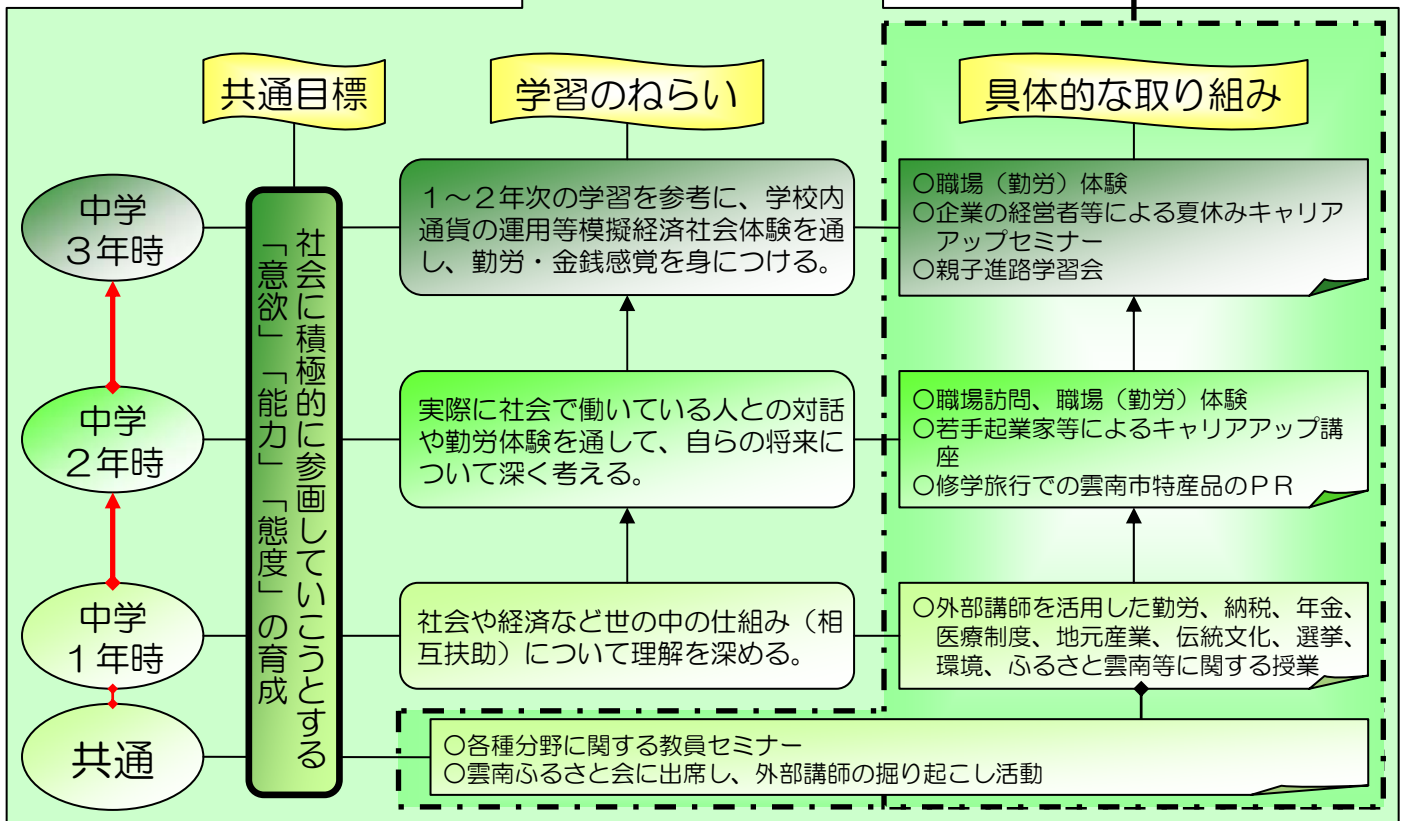 共通目標
学習のねらい
具体的な取り組み
中学
3年時
社会に積極的に参画していこうとする
「意欲」「能力」「態度」の育成
1～2年次の学習を参考に、学校内
通貨の運用等模擬経済社会体験を通
し、勤労・金銭感覚を身につける。
○職場（勤労）体験
○企業の経営者等による夏休みキャリア
アップセミナー
○親子進路学習会
中学
2年時
実際に社会で働いている人との対話
や勤労体験を通して、自らの将来に
ついて深く考える。
○職場訪問、職場（勤労）体験
○若手起業家等によるキャリアアップ講
座
○修学旅行での雲南市特産品のPR
中学
1年時
社会や経済など世の中の仕組み（相
互扶助）について理解を深める。
○外部講師を活用した勤労、納税、年金、
医療制度、地元産業、伝統文化、選挙、
環境、ふるさと雲南等に関する授業
共通
○各種分野に関する教員セミナー
○雲南ふるさと会に出席し、外部講師の掘り起こし活動